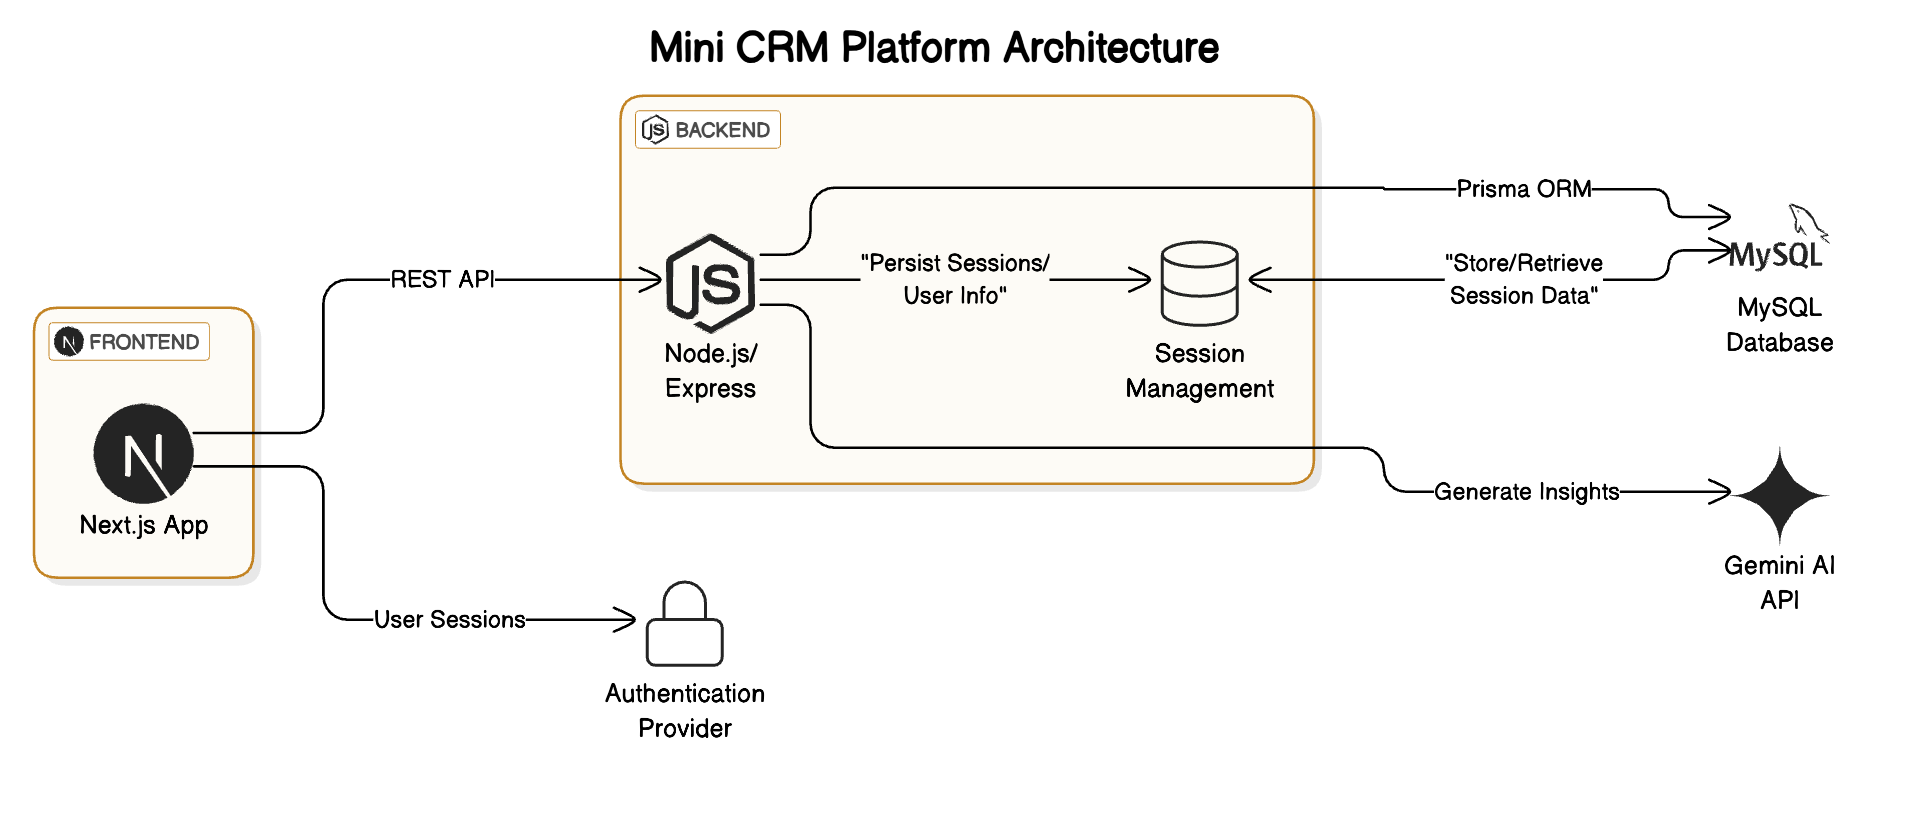 Mini CRM Platform Architecture
JS BACKEND
Prisma ORM
MySQL
MySQL
Database
REST API
JS
Node.js/
Express
"Persist Sessions/
User Info"
Session
Management
"Store/Retrieve
Session Data"
N FRONTEND
N
Next.js App
Generate Insights
Gemini AI
API
User Sessions
Authentication
Provider